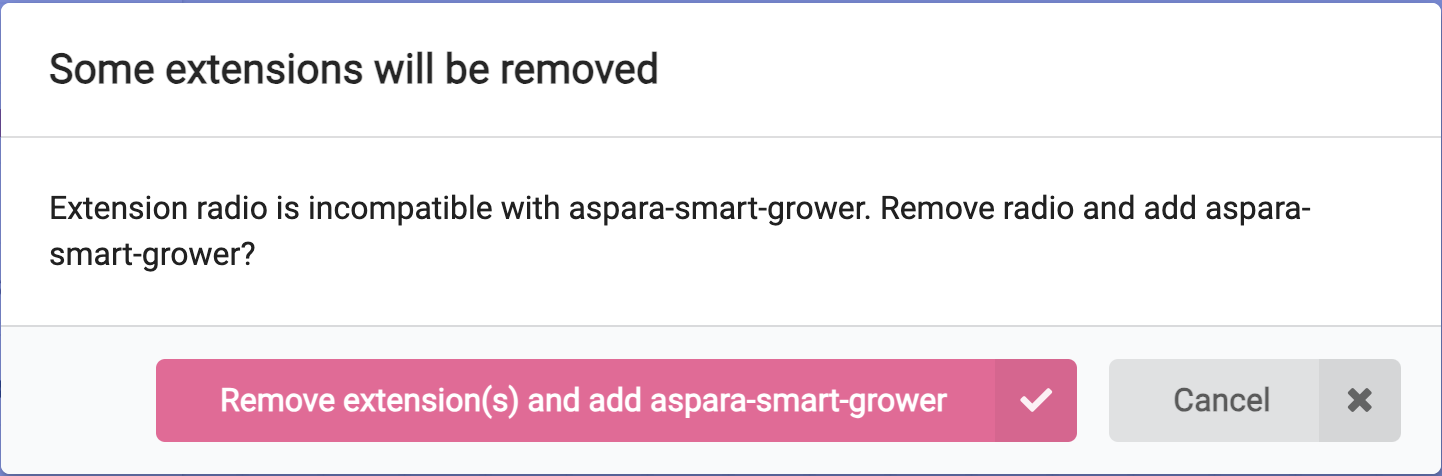 Some extensions will be removed
Extension radio is incompatible with aspara-smart-grower. Remove radio and add aspara-
smart-grower?
Remove extension(s) and add aspara-smart-grower
Cancel